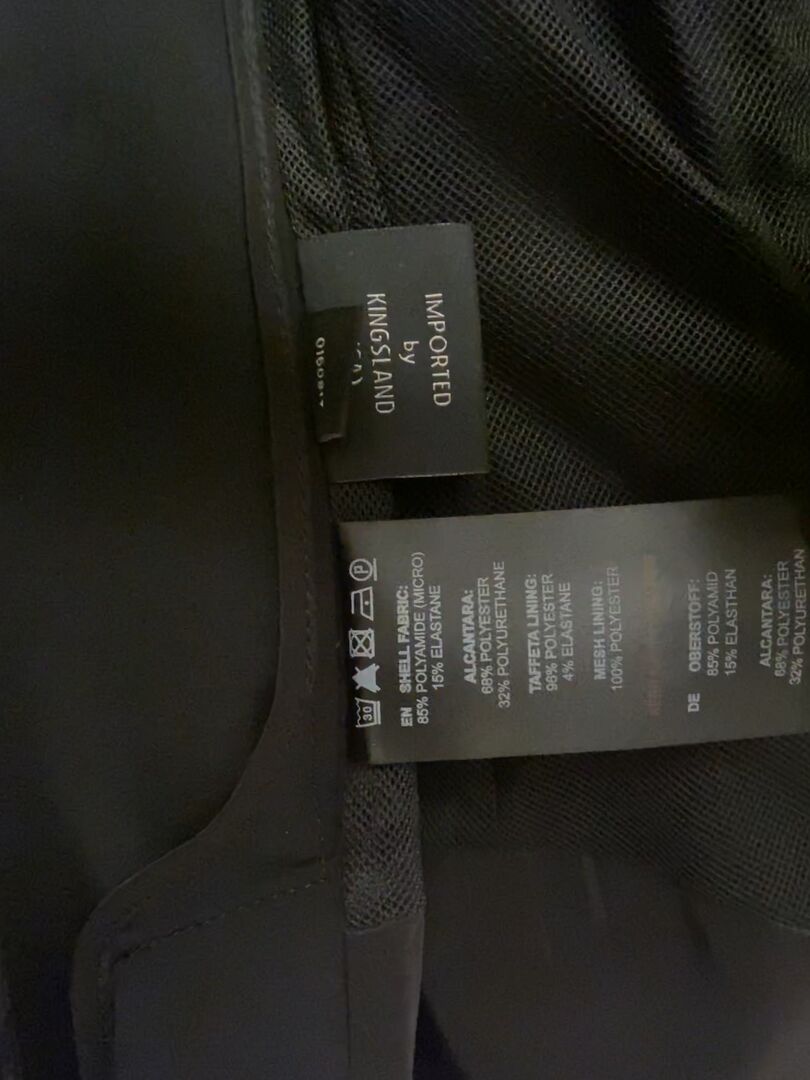 IMPORTED
by
KINGSLAND
30
EN SHELL FABRIC:
85% POLYAMIDE (MICRO)
15% ELASTANE
ALCANTARA:
68% POLYESTER
32% POLYURETHANE
TAFFETA LINING:
96% POLYESTER
4% ELASTANE
MESH LINING:
100% POLYESTER
DE OBERSTOFF:
85% POLYAMID
15% ELASTHAN
ALCANTARA:
68% POLYESTER
32% POLYURETHAN